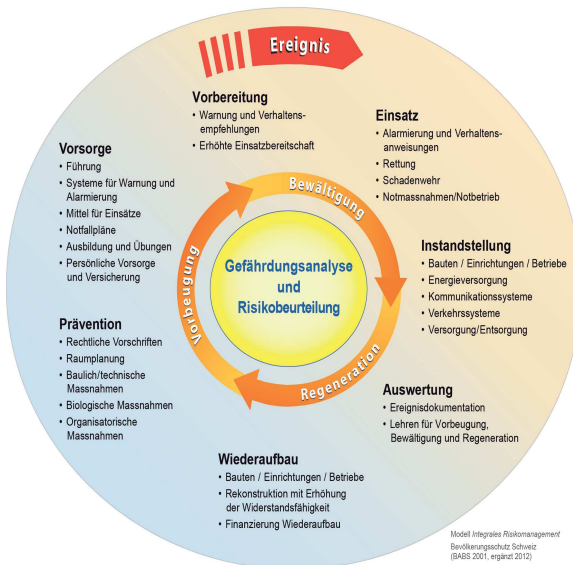 Ereignis
Vorbereitung
• Warnung und Verhaltens-
empfehlungen
• Erhöhte Einsatzbereitschaft
Einsatz
• Alarmierung und Verhaltens-
anweisungen
• Rettung
• Schadenwehr
• Notmassnahmen/Notbetrieb
Instandstellung
• Bauten / Einrichtungen / Betriebe
• Energieversorgung
• Kommunikationssysteme
• Verkehrssysteme
• Versorgung/Entsorgung
Auswertung
• Ereignisdokumentation
• Lehren für Vorbeugung,
Bewältigung und Regeneration
Wiederaufbau
• Bauten / Einrichtungen / Betriebe
• Rekonstruktion mit Erhöhung
der Widerstandsfähigkeit
• Finanzierung Wiederaufbau
Prävention
• Rechtliche Vorschriften
• Raumplanung
• Baulich/technische
Massnahmen
• Biologische Massnahmen
• Organisatorische
Massnahmen
Vorsorge
• Führung
• Systeme für Warnung und
Alarmierung
• Mittel für Einsätze
• Notfallpläne
• Ausbildung und Übungen
• Persönliche Vorsorge
und Versicherung
Bewältigung
Regeneration
Vorbeugung
Gefährdungsanalyse
und
Risikobeurteilung
Modell Integrales Risikomanagement
Bevölkerungsschutz Schweiz
(BABS 2001, ergänzt 2012)